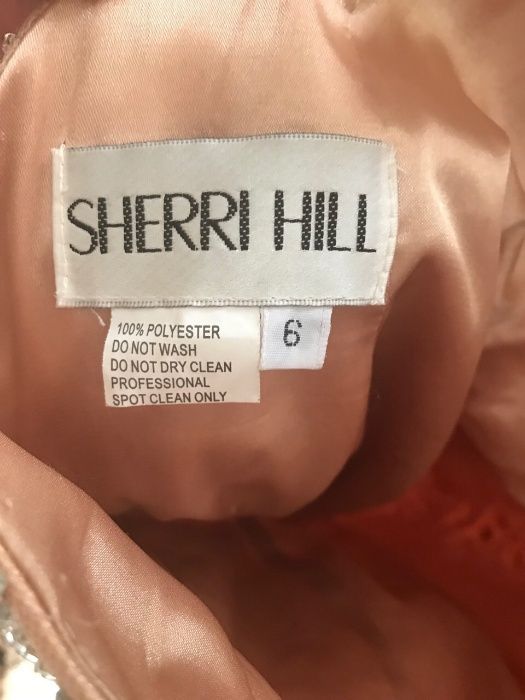 SHERRI HILL
100% POLYESTER
DO NOT WASH
DO NOT DRY CLEAN
PROFESSIONAL
SPOT CLEAN ONLY
6